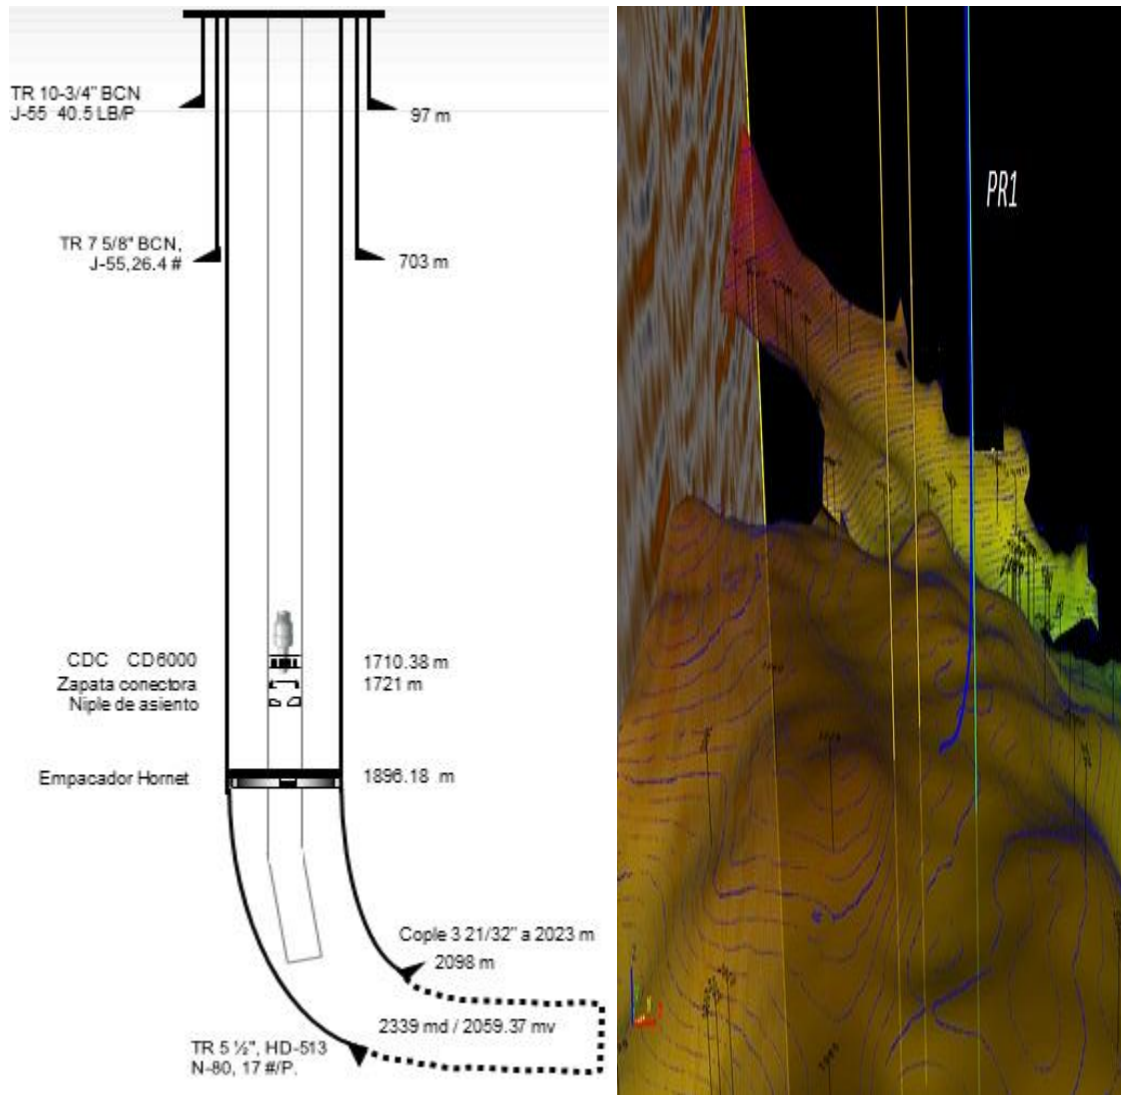 TR 10-3/4" BCN
J-55 40.5 LB/P
97 m
TR 7 5/8" BCN,
J-55,26.4 #
703 m
CDC CD6000
1710.38 m
Zapata conectora
1721 m
Niple de asiento
Empacador Hornet
1896.18 m
Cople 3 21/32" a 2023 m
2098 m
2339 md / 2059.37 mv
TR 5 ½", HD-513
N-80, 17 #/P.
PR1